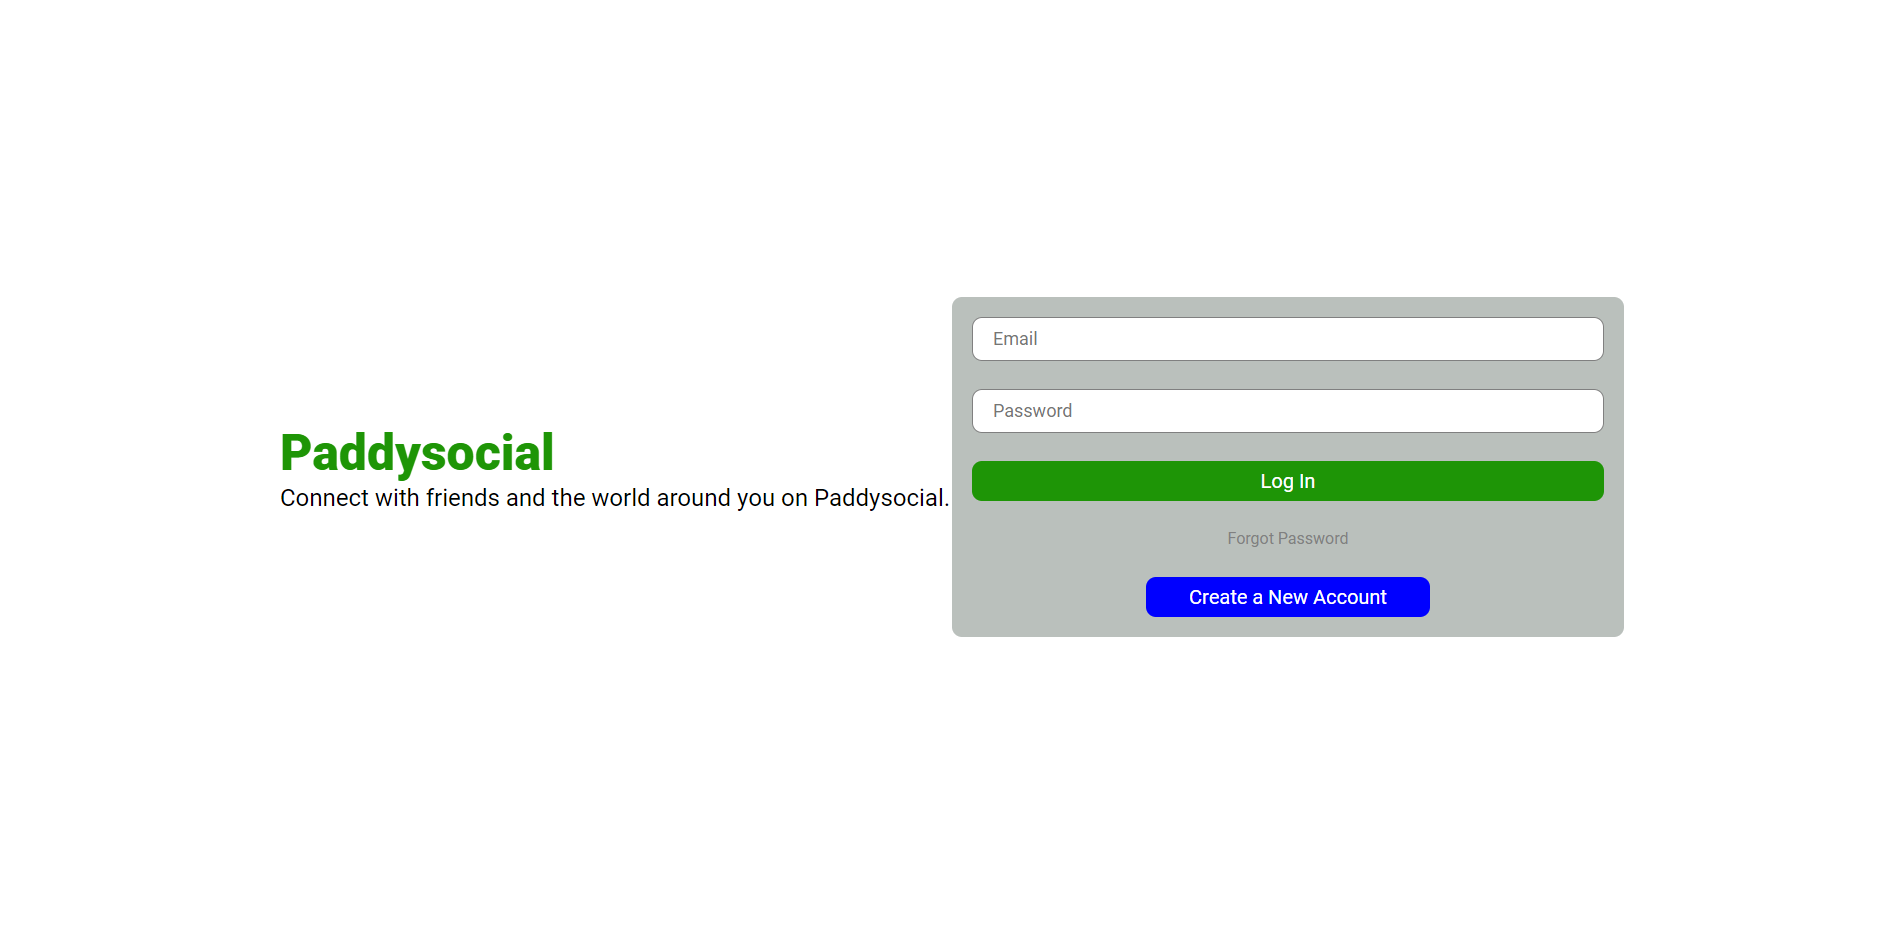 Paddysocial
Connect with friends and the world around you on Paddysocial.
Email
Password
Log In
Forgot Password
Create a New Account